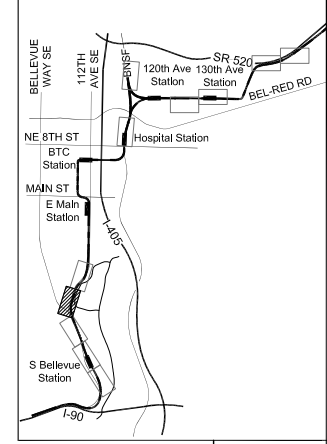 BELLEVUE
WAY SE
112TH
AVE SE
BNSF
SR 520
120th Ave
Station
130th Ave
Station
BEL-RED RD
NE 8TH ST
Hospital Station
BTC
Station
MAIN ST
E Main
Station
I-405
S Bellevue
Station
I-90